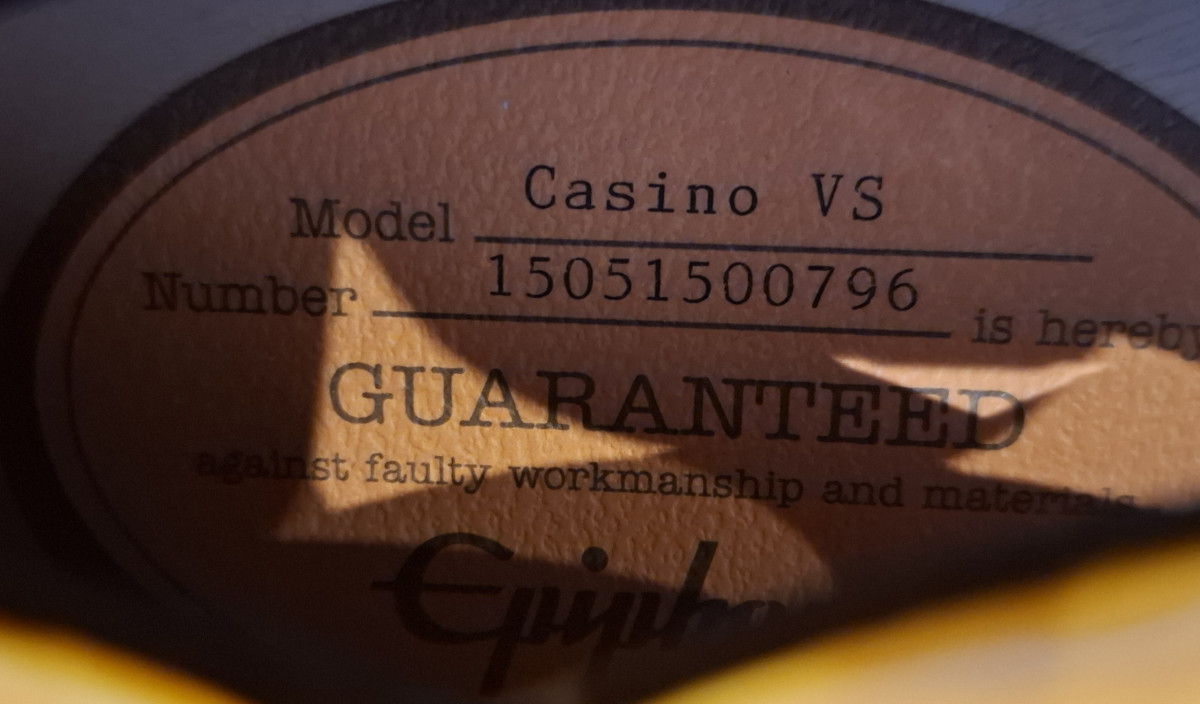 Model Casino VS
Number 15051500796 is hereby
GUARANTEED
against faulty workmanship and materials